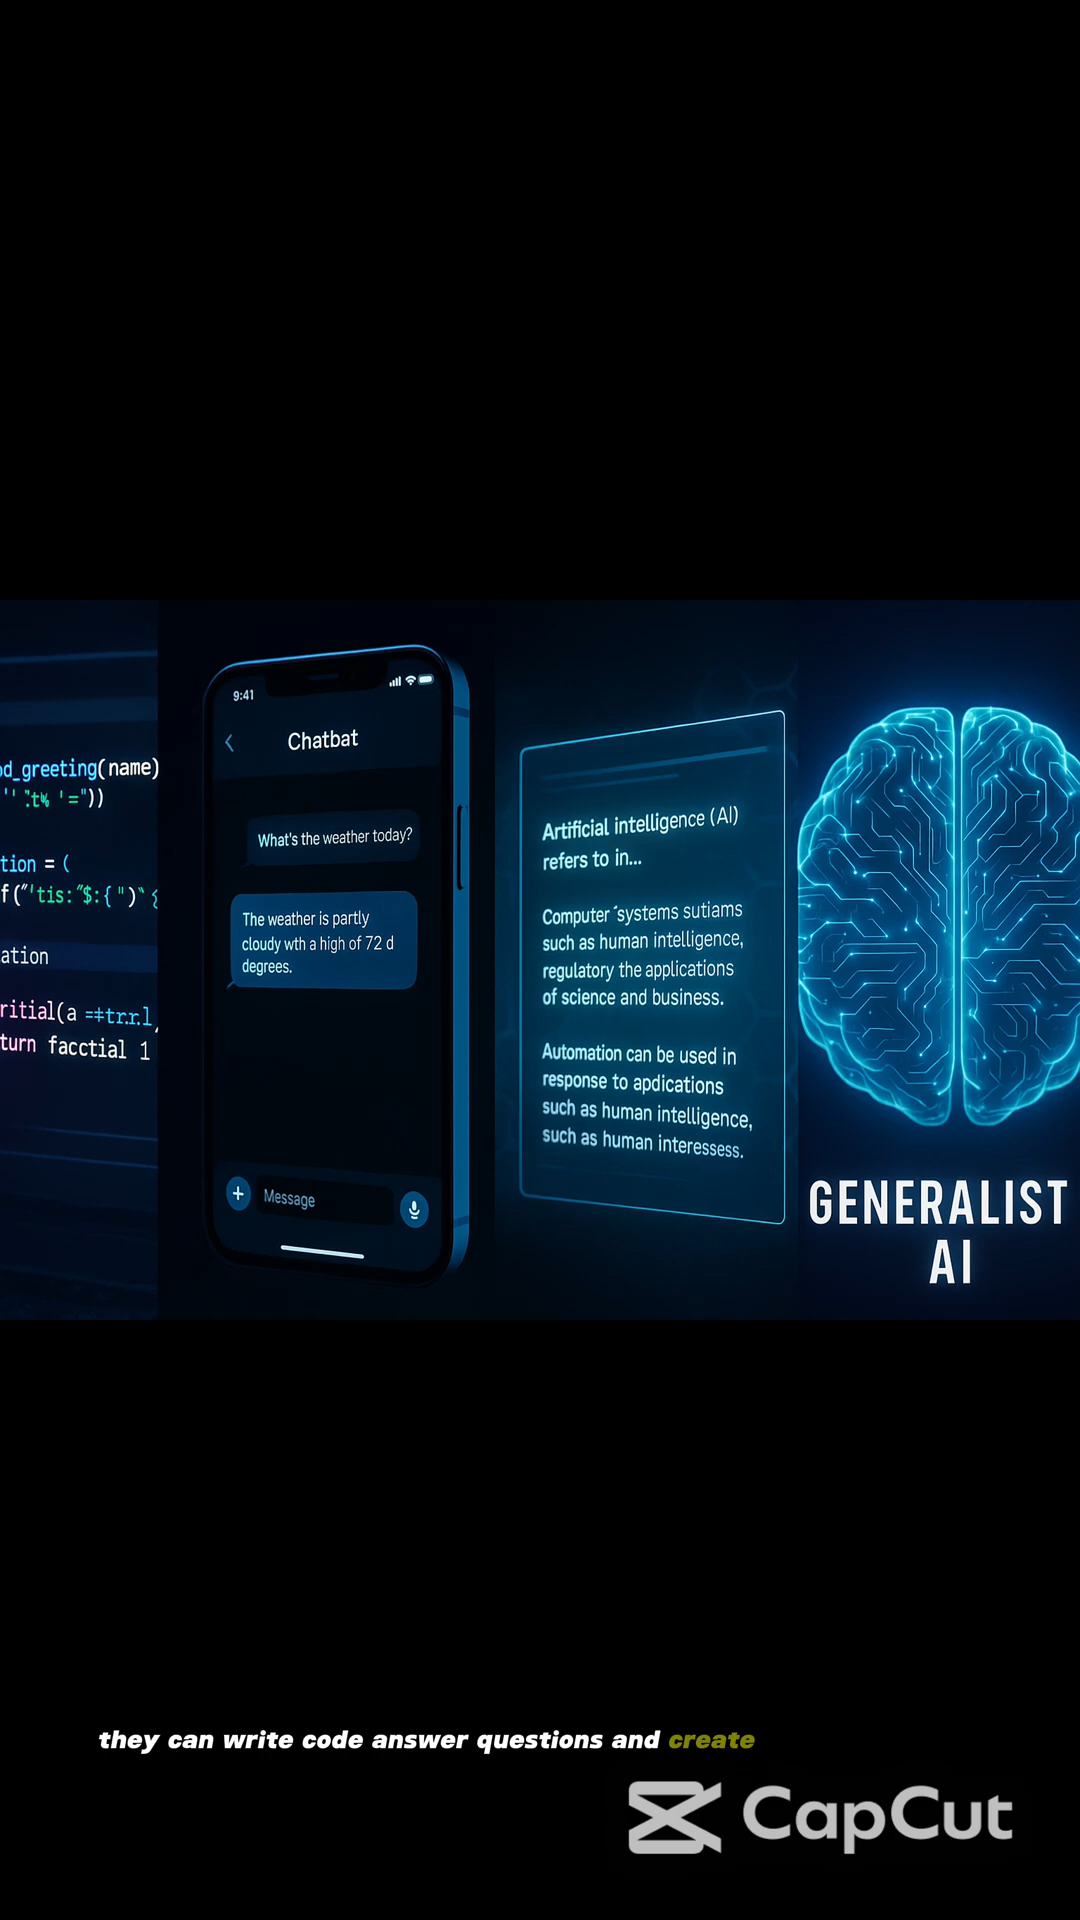 od_greeting(name)
'' ".t% '="))
tion = (
f("'tis:"$:{ ")` {
ation
ritial(a =‡tr.r.l,
turn facctial 1
9:41
Chatbat
What's the weather today?
The weather is partly
cloudy wth a high of 72 d
degrees.
Message
Artificial intelligence (AI)
refers to in...
Computer ´systems sutiams
such as human intelligence,
regulatory the applications
of science and business.
Automation can be used in
response to apdications
such as human intelligence,
such as human interessess.
GENERALIST
AI
they can write code answer questions and create
CapCut